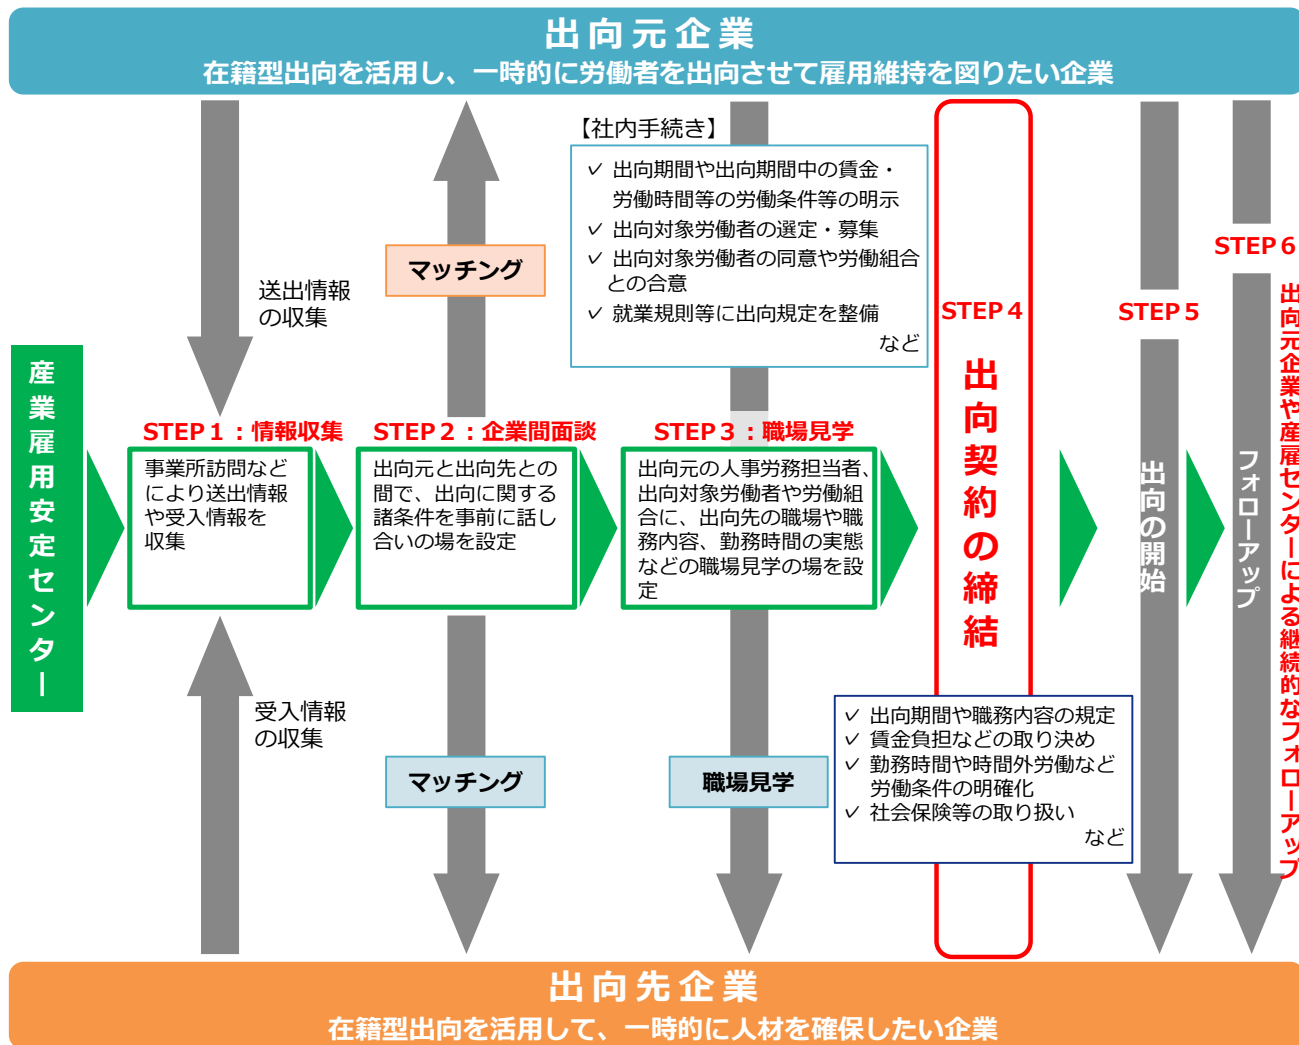 出向元企業
在籍型出向を活用し、一時的に労働者を出向させて雇用維持を図りたい企業
【社内手続き】
✓ 出向期間や出向期間中の賃金・
労働時間等の労働条件等の明示
✓ 出向対象労働者の選定・募集
✓ 出向対象労働者の同意や労働組合
との合意
✓ 就業規則等に出向規定を整備
など
マッチング
送出情報
の収集
産業雇用安定センター
STEP1：情報収集
事業所訪問など
により送出情報
や受入情報を
収集
STEP2：企業間面談
出向元と出向先との
間で、出向に関する
諸条件を事前に話し
合いの場を設定
STEP3：職場見学
出向元の人事労務担当者、
出向対象労働者や労働組
合に、出向先の職場や職
務内容、勤務時間の実態
などの職場見学の場を設
定
STEP4
出向契約の締結
STEP5
出向の開始
STEP6
フォローアップ
出向元企業や産雇センターによる継続的なフォローアップ
受入情報
の収集
マッチング
職場見学
✓ 出向期間や職務内容の規定
✓ 賃金負担などの取り決め
✓ 勤務時間や時間外労働など
労働条件の明確化
✓ 社会保険等の取り扱い
など
出向先企業
在籍型出向を活用して、一時的に人材を確保したい企業